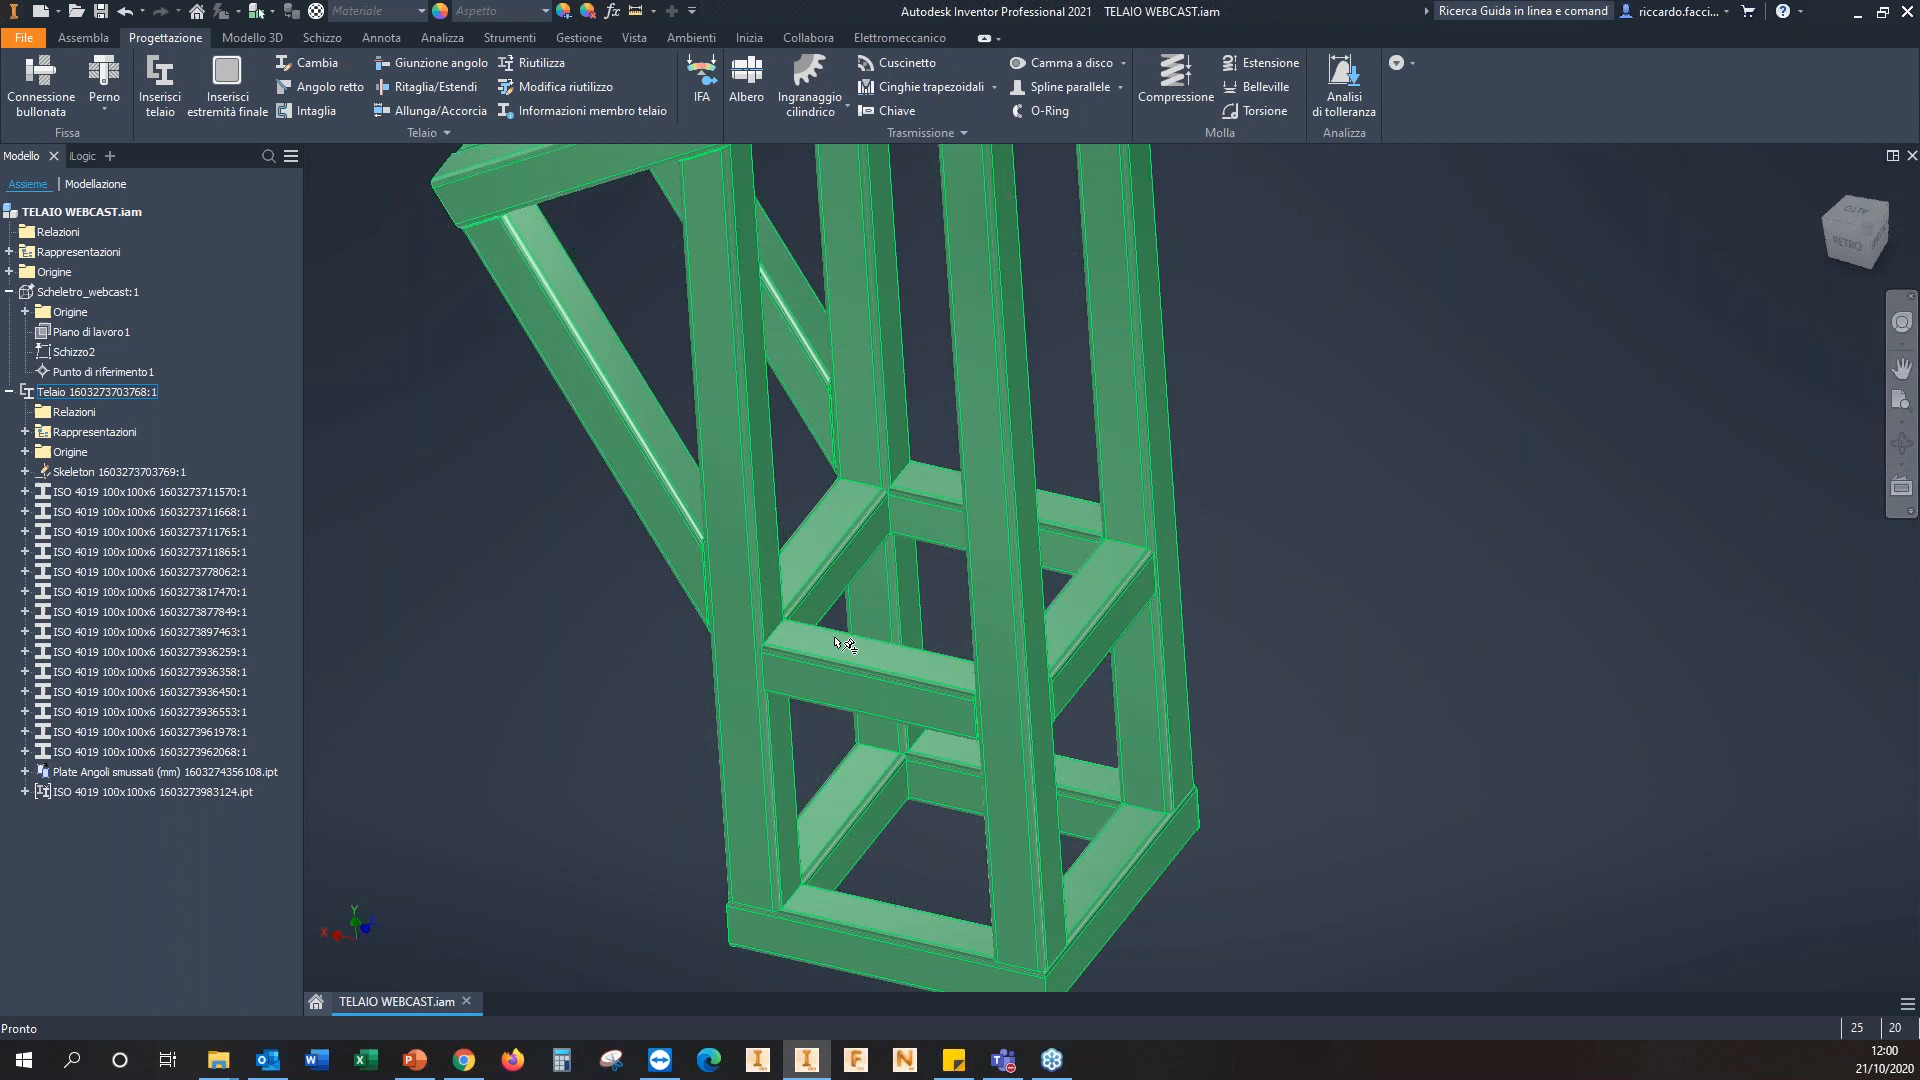 Materiale
Aspetto
fx
Autodesk Inventor Professional 2021 TELAIO WEBCAST.iam
Ricerca Guida in linea e comand
riccardo.facci...
File
Assembla
Progettazione
Modello 3D
Schizzo
Annota
Analizza
Strumenti
Gestione
Vista
Ambienti
Inizia
Collabora
Elettromeccanico
Connessione
bullonata
Perno
Fissa
Inserisci
telaio
Inserisci
estremità finale
Cambia
Angolo retto
Intaglia
Giunzione angolo
Ritaglia/Estendi
Allunga/Accorcia
Riutilizza
Modifica riutilizzo
Informazioni membro telaio
Telaio
IFA
Albero
Ingranaggio
cilindrico
Cuscinetto
Cinghie trapezoidali
Chiave
Camma a disco
Spline parallele
O-Ring
Trasmissione
Compressione
Estensione
Belleville
Torsione
Molla
Analisi
di tolleranza
Analizza
Modello
iLogic
Assieme
Modellazione
TELAIO WEBCAST.iam
Relazioni
Rappresentazioni
Origine
Scheletro_webcast:1
Origine
Piano di lavoro1
Schizzo2
Punto di riferimento1
Telaio 1603273703768:1
Relazioni
Rappresentazioni
Origine
Skeleton 1603273703769:1
ISO 4019 100x100x6 1603273711570:1
ISO 4019 100x100x6 1603273711668:1
ISO 4019 100x100x6 1603273711765:1
ISO 4019 100x100x6 1603273711865:1
ISO 4019 100x100x6 1603273778062:1
ISO 4019 100x100x6 1603273817470:1
ISO 4019 100x100x6 1603273877849:1
ISO 4019 100x100x6 1603273897463:1
ISO 4019 100x100x6 1603273936259:1
ISO 4019 100x100x6 1603273936358:1
ISO 4019 100x100x6 1603273936450:1
ISO 4019 100x100x6 1603273936553:1
ISO 4019 100x100x6 1603273961978:1
ISO 4019 100x100x6 1603273962068:1
Plate Angoli smussati (mm) 1603274356108.ipt
ISO 4019 100x100x6 1603273983124.ipt
ALTO
RETRO
Y
X
TELAIO WEBCAST.iam
Pronto
25
20
12:00
21/10/2020